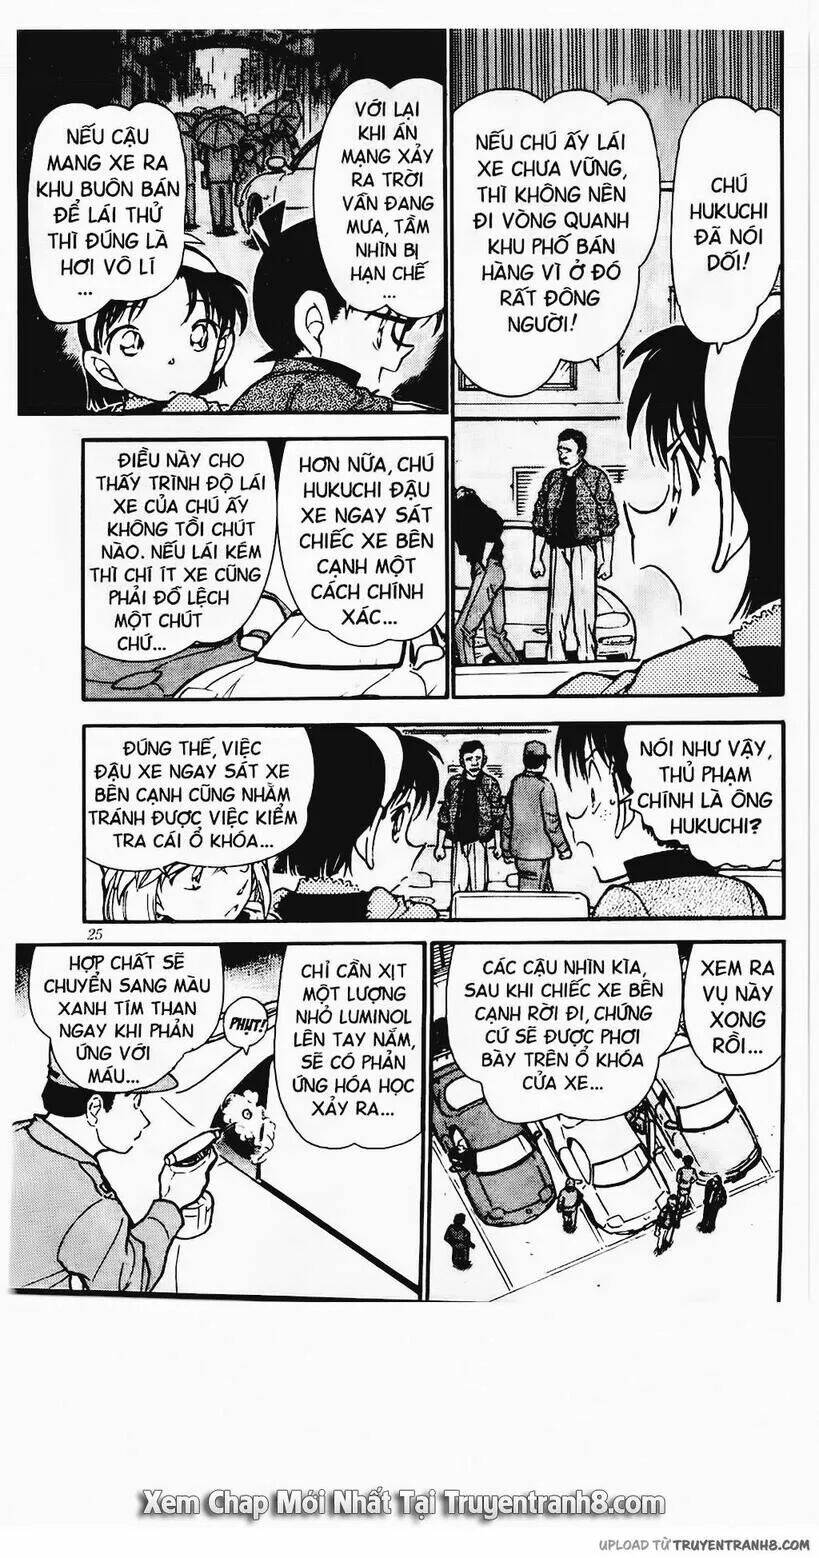 CHÚ
HUKUCHI
ĐÃ NÓI
DỐI!
NẾU CHÚ ẤY LÁI
XE CHƯA VỮNG,
THÌ KHÔNG NÊN
ĐI VÒNG QUANH
KHU PHỐ BÁN
HÀNG VÌ Ở ĐÓ
RẤT ĐÔNG
NGƯỜI!
VỚI LẠI
KHI ÁN
MẠNG XẢY
RA TRỜI
VẪN ĐANG
MƯA, TẦM
NHÌN BỊ
HẠN CHẾ
...
NẾU CẬU
MANG XE RA
KHU BUÔN BÁN
ĐỂ LÁI THỬ
THÌ ĐÚNG LÀ
HƠI VÔ LÍ
...
HƠN NỮA, CHÚ
HUKUCHI ĐẬU
XE NGAY SÁT
CHIẾC XE BÊN
CẠNH MỘT
CÁCH CHÍNH
XÁC...
ĐIỀU NÀY CHO
THẤY TRÌNH ĐỘ LÁI
XE CỦA CHÚ ẤY
KHÔNG TỒI CHÚT
NÀO. NẾU LÁI KÉM
THÌ CHÍ ÍT XE CŨNG
PHẢI ĐỖ LỆCH
MỘT CHÚT
CHỨ...
NÓI NHƯ VẬY,
THỦ PHẠM
CHÍNH LÀ ÔNG
HUKUCHI?
ĐÚNG THẾ, VIỆC
ĐẬU XE NGAY SÁT XE
BÊN CẠNH CŨNG NHẰM
TRÁNH ĐƯỢC VIỆC KIỂM
TRA CÁI Ổ KHÓA...
25
XEM RA
VỤ NÀY
XONG
RỒI...
CÁC CẬU NHÌN KÌA,
SAU KHI CHIẾC XE BÊN
CẠNH RỜI ĐI, CHỨNG
CỨ SẼ ĐƯỢC PHƠI
BÀY TRÊN Ổ KHÓA
CỬA XE...
CHỈ CẦN XỊT
MỘT LƯỢNG
NHỎ LUMINOL
LÊN TAY NẮM,
SẼ CÓ PHẢN
ỨNG HÓA HỌC
XẢY RA...
PHỤT!
HỢP CHẤT SẼ
CHUYỂN SANG MÀU
XANH TÍM THAN
NGAY KHI PHẢN
ỨNG VỚI
MÁU...
Xem Chap Mới Nhất Tại Truyentranh8.com
UPLOAD TỪ TRUYENTRANH8.COM